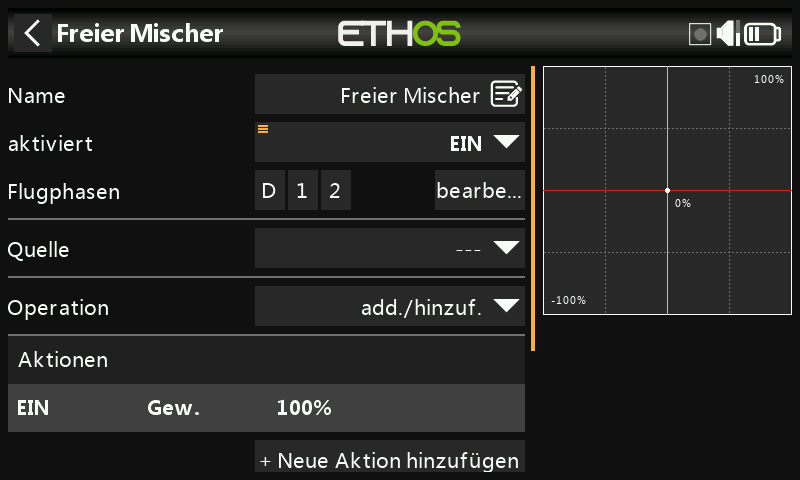 Freier Mischer
ETHOS
Name
Freier Mischer
aktiviert
EIN
Flugphasen
D 1 2 bearbe...
Quelle
---
Operation
add./hinzuf.
Aktionen
EIN Gew. 100%
+ Neue Aktion hinzufügen
100%
0%
-100%